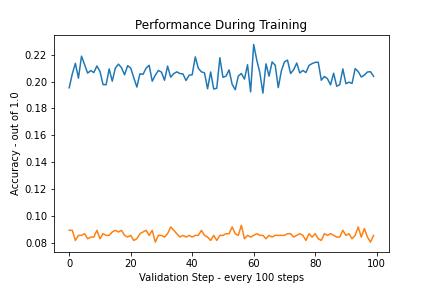 Performance During Training
0.22
0.20
0.18
0.16
0.14
0.12
0.10
0.08
Accuracy - out of 1.0
0 20 40 60 80 100
Validation Step - every 100 steps